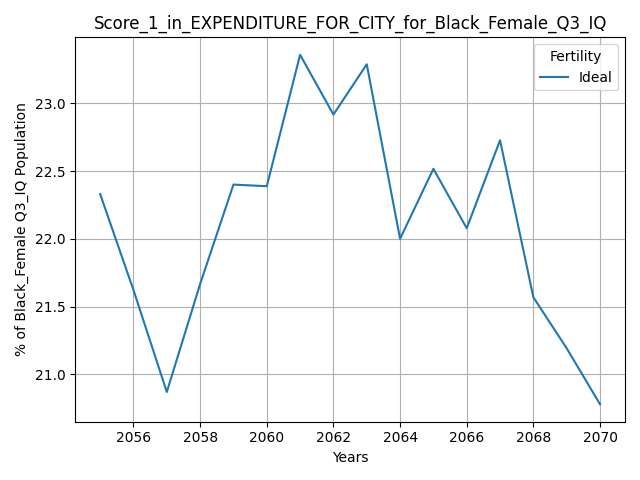 Score_1_in_EXPENDITURE_FOR_CITY_for_Black_Female_Q3_IQ
Fertility
Ideal
% of Black_Female Q3_IQ Population
23.0
22.5
22.0
21.5
21.0
2056 2058 2060 2062 2064 2066 2068 2070
Years